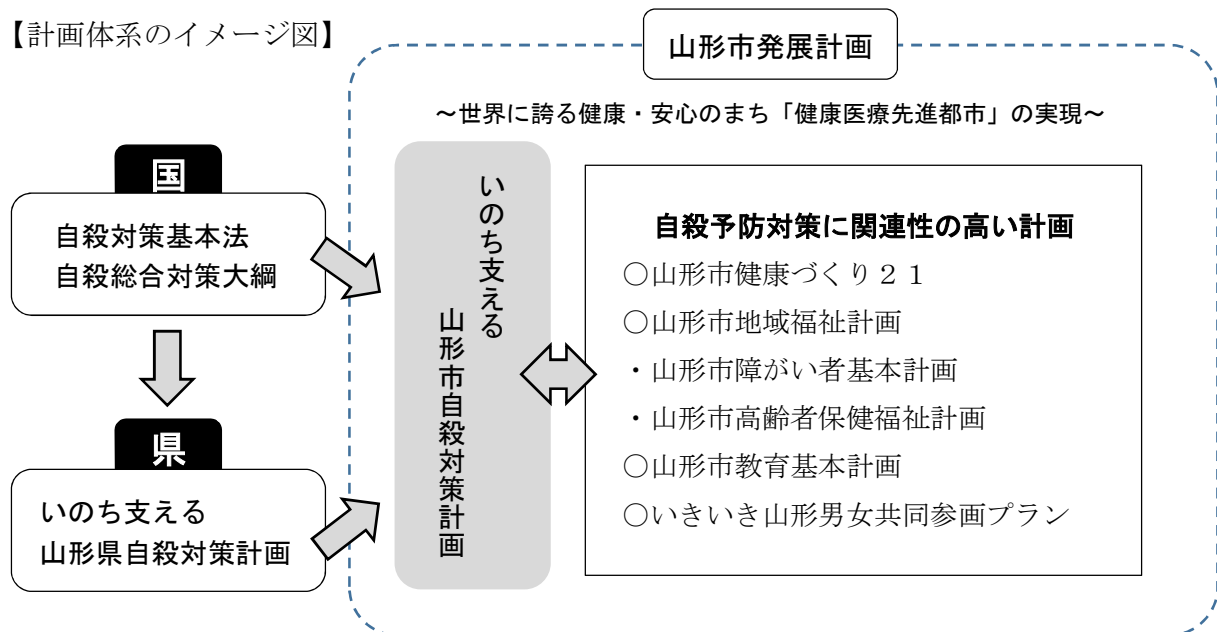 【計画体系のイメージ図】
山形市発展計画
～世界に誇る健康・安心のまち「健康医療先進都市」の実現～
国
自殺対策基本法
自殺総合対策大綱
県
いのち支える
山形県自殺対策計画
いのち支える
山形市自殺対策計画
自殺予防対策に関連性の高い計画
○山形市健康づくり２１
○山形市地域福祉計画
・山形市障がい者基本計画
・山形市高齢者保健福祉計画
○山形市教育基本計画
○いきいき山形男女共同参画プラン